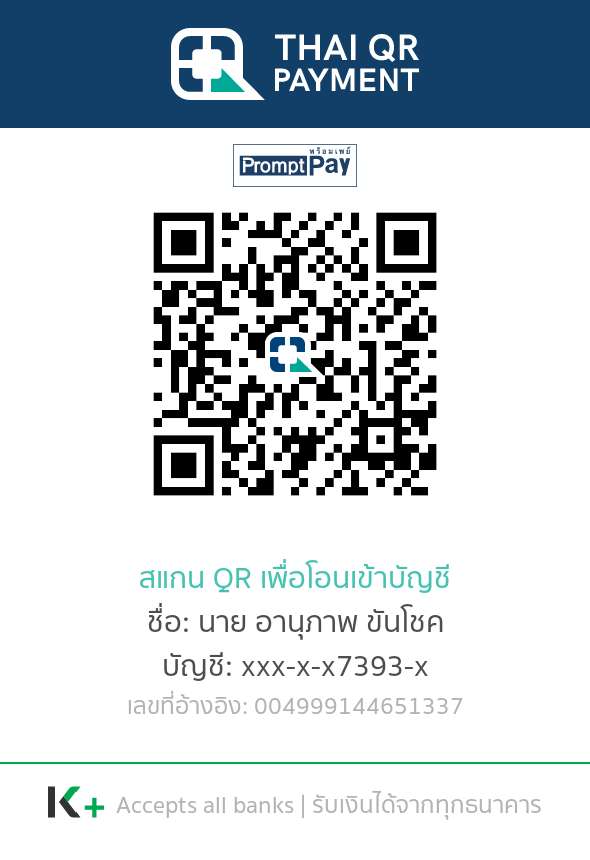 THAI QR
PAYMENT
พร้อมเพย์
PromptPay
สแกน QR เพื่อโอนเข้าบัญชี
ชื่อ: นาย อานุภาพ ขันโชค
บัญชี: xxx-x-x7393-x
เลขที่อ้างอิง: 004999144651337
K+ Accepts all banks | รับเงินได้จากทุกธนาคาร